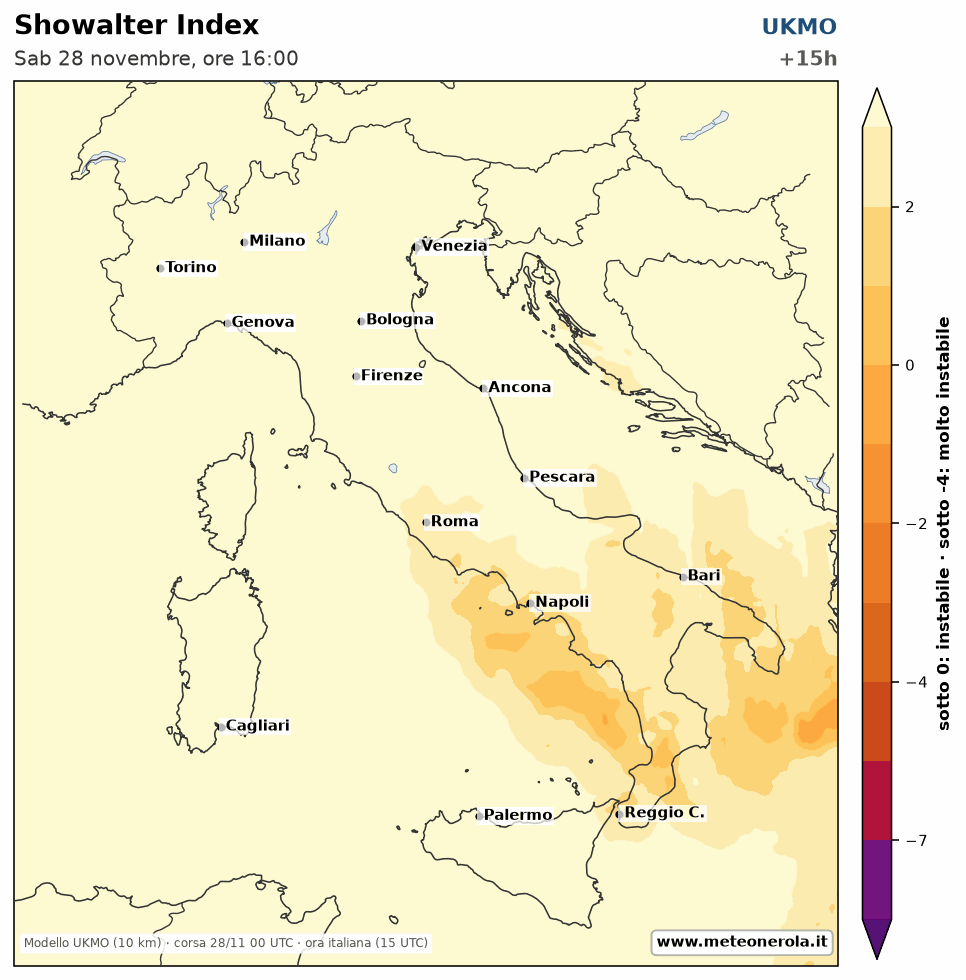 Showalter Index
UKMO
Sab 28 novembre, ore 16:00
+15h
Milano
Venezia
Torino
Genova
Bologna
Firenze
Ancona
Pescara
Roma
Bari
Napoli
Cagliari
Palermo
Reggio C.
2
0
−2
−4
−7
sotto 0: instabile · sotto -4: molto instabile
Modello UKMO (10 km) · corsa 28/11 00 UTC · ora italiana (15 UTC)
www.meteonerola.it